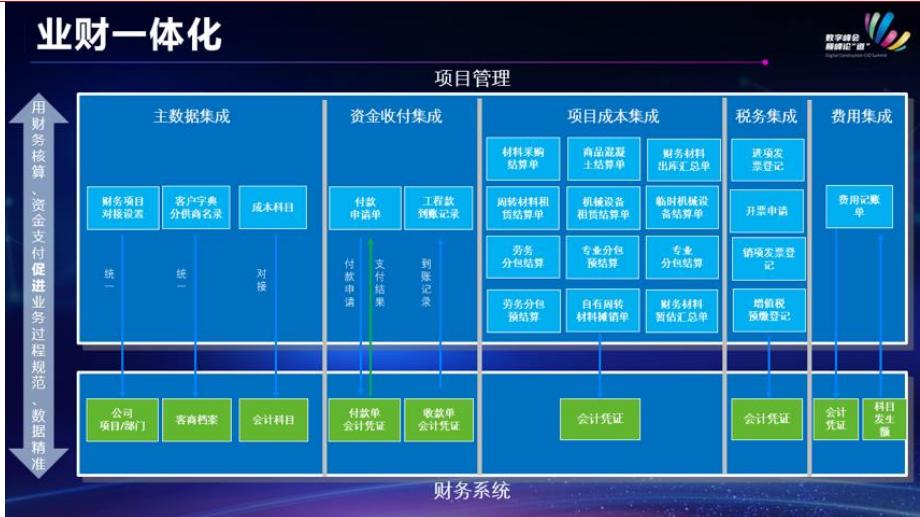 业财一体化
数字峰会
巅峰论“道”
Digital Construction CIO Summit
项目管理
用财务核算、资金支付促进业务过程规范、数据精准
主数据集成
财务项目
对接设置
客户字典
分供商名录
成本科目
统一
统一
对接
公司
项目/部门
客商档案
会计科目
资金收付集成
付款
申请单
工程款
到账记录
付款申请
支付结果
到账记录
付款单
会计凭证
收款单
会计凭证
项目成本集成
材料采购
结算单
商品混凝
土结算单
财务材料
出库汇总单
周转材料租
赁结算单
机械设备
租赁结算单
临时机械设
备结算单
劳务
分包结算
专业分包
预结算
专业
分包结算
劳务分包
预结算
自有周转
材料摊销单
财务材料
暂估汇总单
会计凭证
税务集成
进项发
票登记
开票申请
销项发票登
记
增值税
预缴登记
会计凭证
费用集成
费用记账
单
会计
凭证
科目
发生
额
财务系统